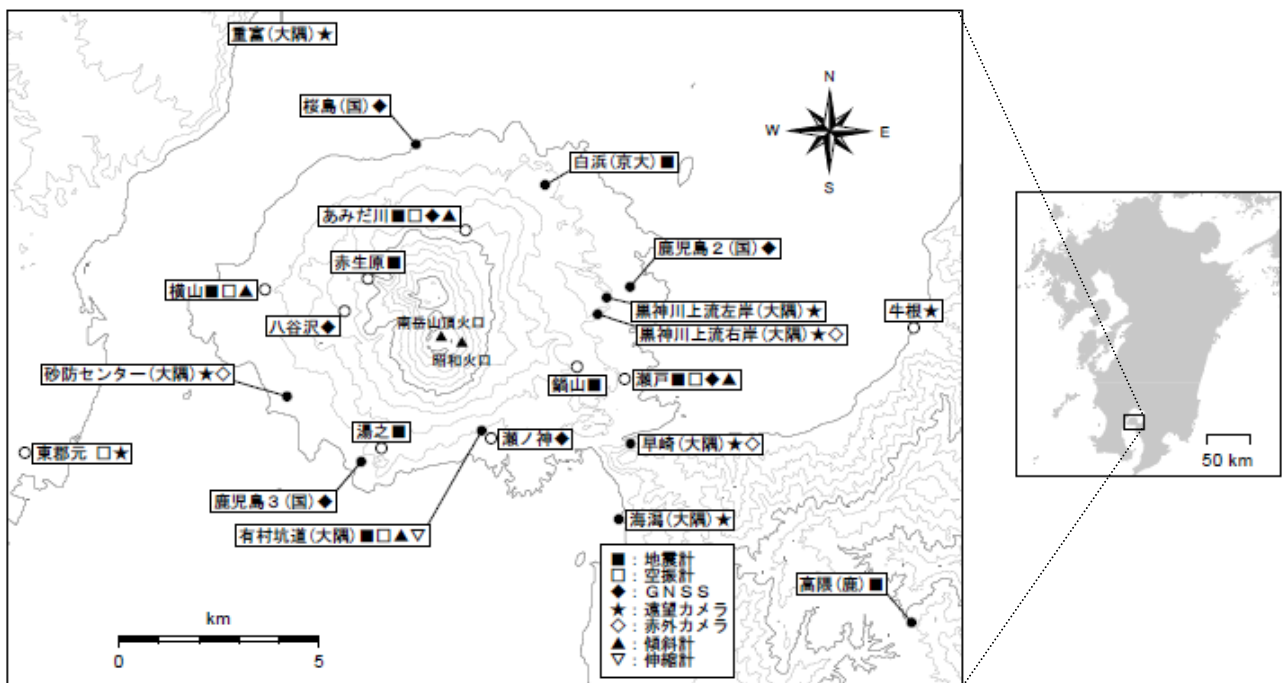 重富(大隅)★
桜島(国)◆
N
W
E
S
白浜(京大)■
あみだ川■□◆▲
鹿児島2(国)◆
赤生原■
横山■□▲
黒神川上流左岸(大隅)★
牛根★
八谷沢◆
南岳山頂火口
黒神川上流右岸(大隅)★◇
昭和火口
砂防センター(大隅)★◇
鍋山■
瀬戸■□◆▲
湯之■
瀬ノ神◆
早崎(大隅)★◇
東郡元 □★
鹿児島3(国)◆
有村坑道(大隅)■□▲▽
海潟(大隅)★
■:地震計
□:空振計
◆:GNSS
★:遠望カメラ
◇:赤外カメラ
▲:傾斜計
▽:伸縮計
高隈(鹿)■
km
0 5
50 km